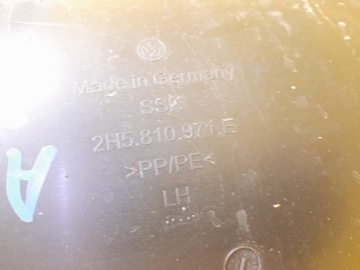 Made in Germany
SSK
2H5.810.971.E
>PP/PE<
LH
A